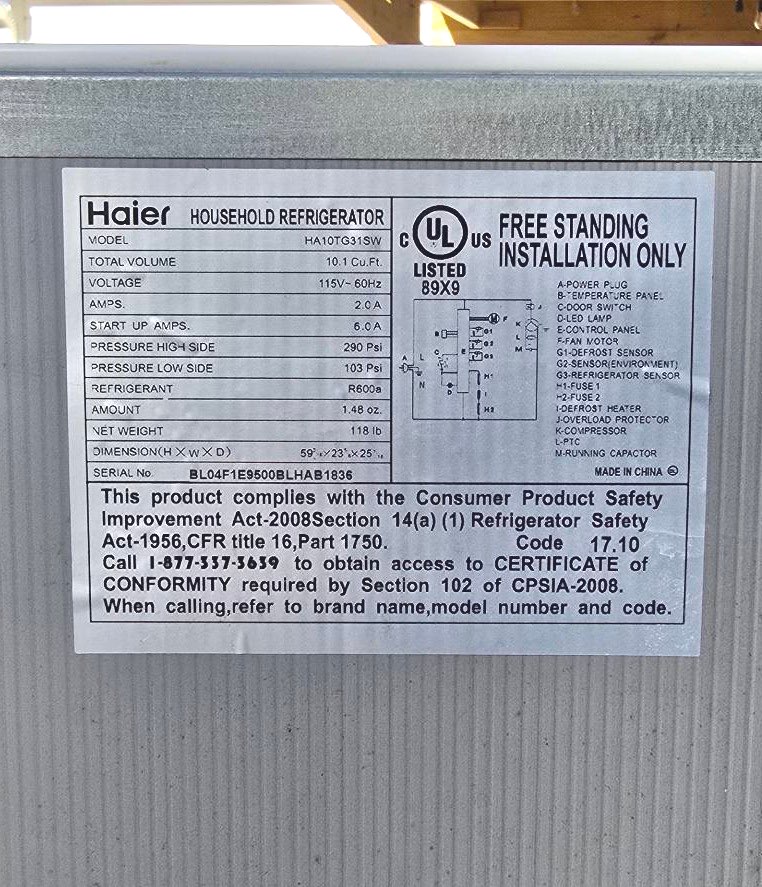 Haier HOUSEHOLD REFRIGERATOR
MODEL HA10TG31SW
TOTAL VOLUME 10.1 Cu.Ft.
VOLTAGE 115V~ 60Hz
AMPS. 2.0 A
START UP AMPS. 6.0 A
PRESSURE HIGH SIDE 290 Psi
PRESSURE LOW SIDE 103 Psi
REFRIGERANT R600a
AMOUNT 1.48 oz.
NET WEIGHT 118 lb
DIMENSION(H X W X D)
SERIAL No. BL04F1E9500BLHAB1836
C UL US
LISTED
89X9
FREE STANDING
INSTALLATION ONLY
A-POWER PLUG
B-TEMPERATURE PANEL
C-DOOR SWITCH
D-LED LAMP
E-CONTROL PANEL
F-FAN MOTOR
G1-DEFROST SENSOR
G2-SENSOR(ENVIRONMENT)
G3-REFRIGERATOR SENSOR
H1-FUSE1
H2-FUSE2
I-DEFROST HEATER
J-OVERLOAD PROTECTOR
K-COMPRESSOR
L-PTC
M-RUNNING CAPACTOR
MADE IN CHINA
This product complies with the Consumer Product Safety
Improvement Act-2008Section 14(a) (1) Refrigerator Safety
Act-1956,CFR title 16,Part 1750. Code 17.10
Call 1-877-337-3639 to obtain access to CERTIFICATE of
CONFORMITY required by Section 102 of CPSIA-2008.
When calling,refer to brand name,model number and code.